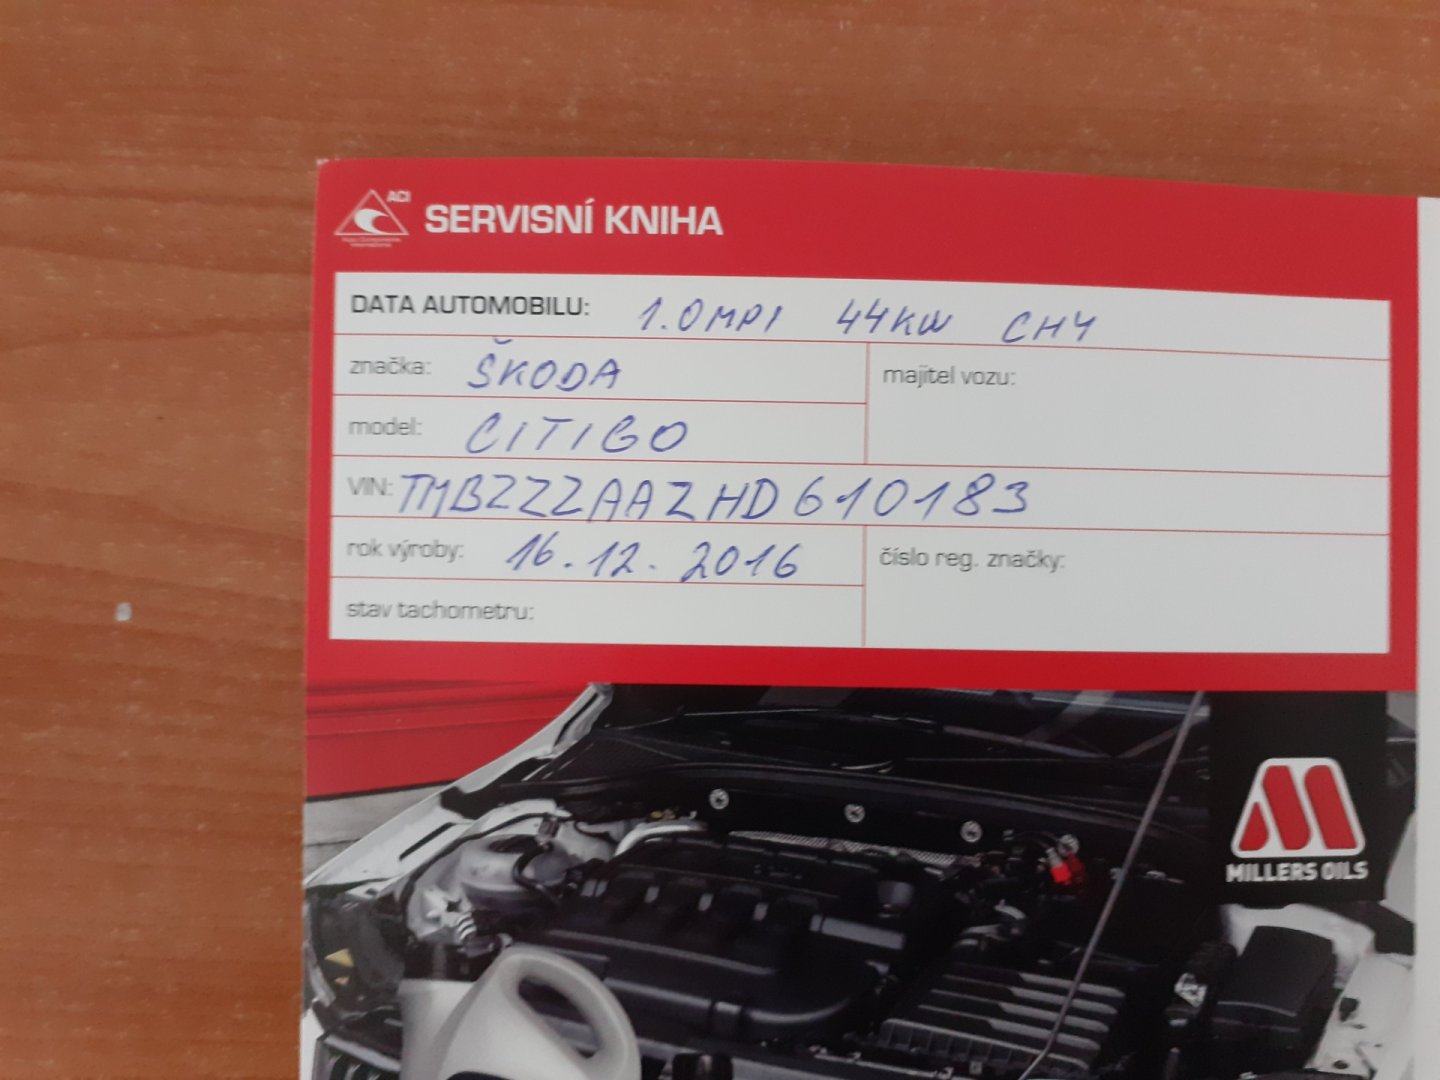 ACI
SERVISNÍ KNIHA
DATA AUTOMOBILU: 1.0MPI 44KW CHY
značka: ŠKODA
majitel vozu:
model: CITIGO
VIN: TMBZZZAAZHD610183
rok výroby: 16.12.2016
číslo reg. značky:
stav tachometru:
MILLERS OILS